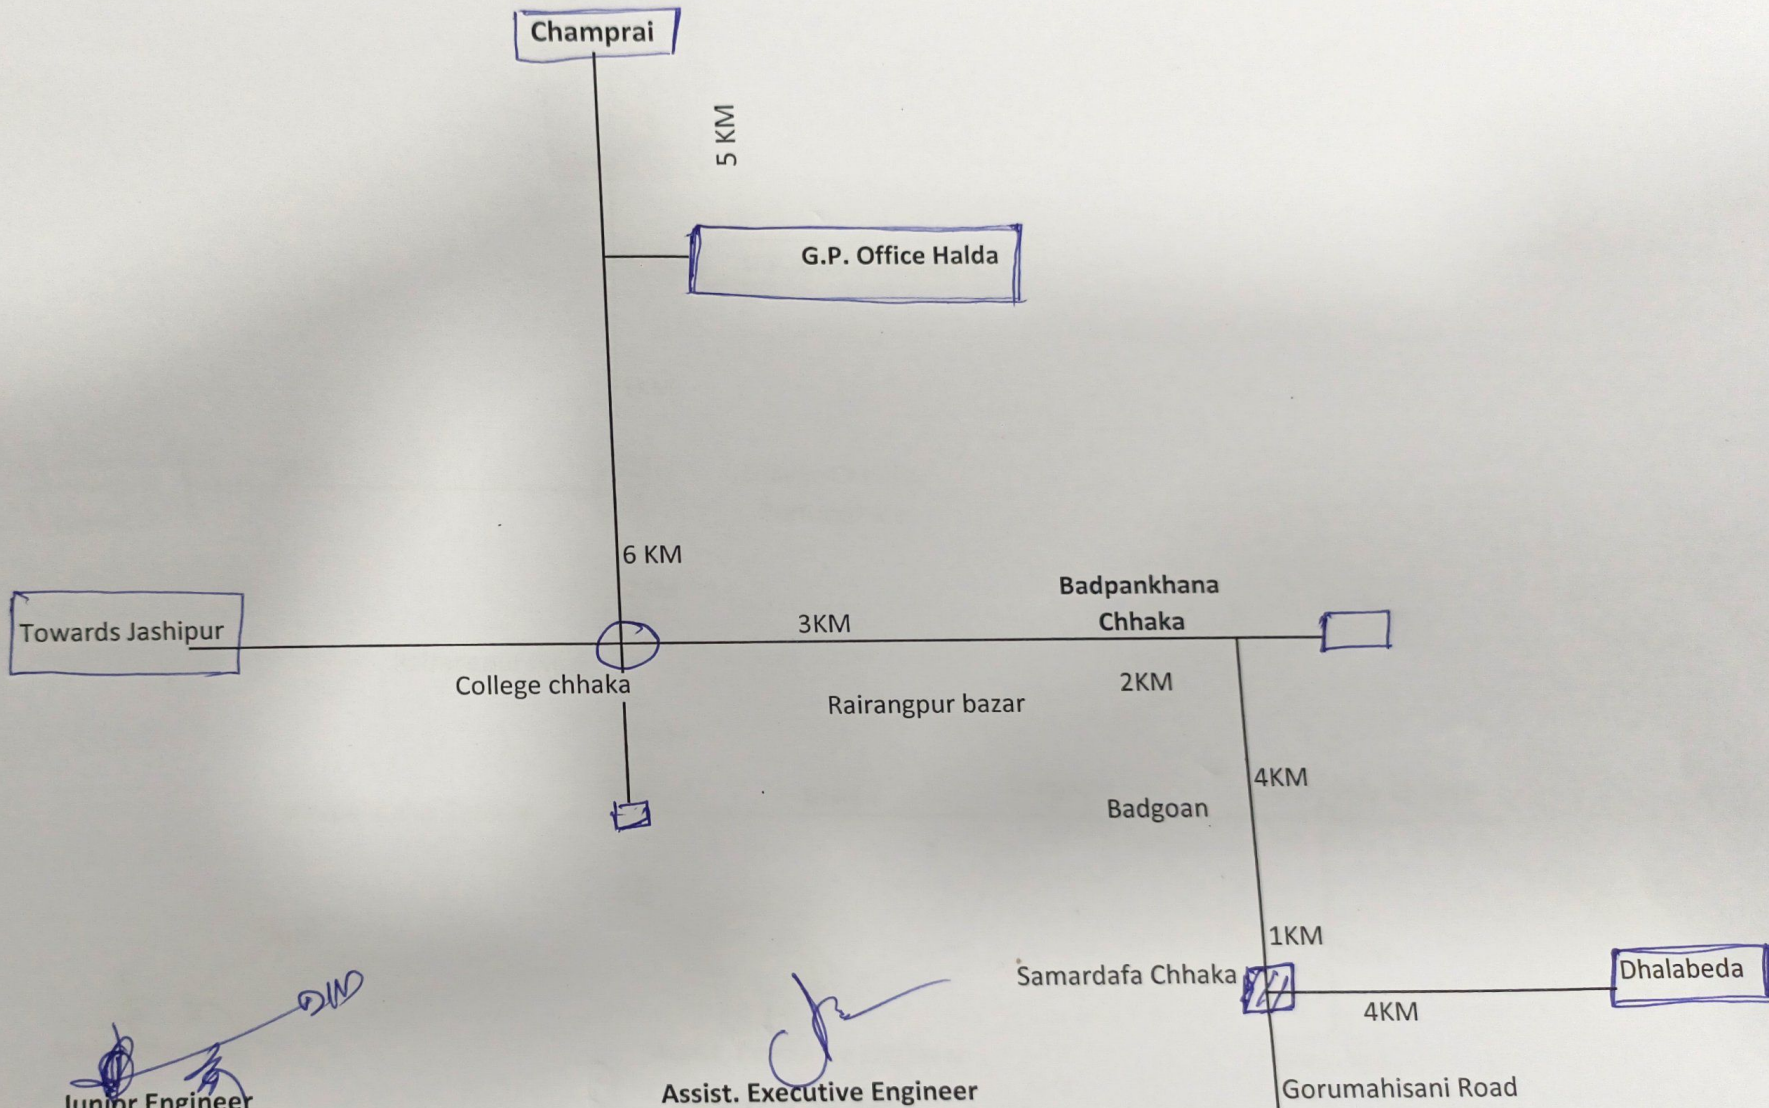 Champrai
5 KM
G.P. Office Halda
6 KM
Towards Jashipur
3KM
Badpankhana
Chhaka
College chhaka
Rairangpur bazar
2KM
4KM
Badgoan
1KM
Samardafa Chhaka
Dhalabeda
4KM
Junior Engineer
Assist. Executive Engineer
Gorumahisani Road